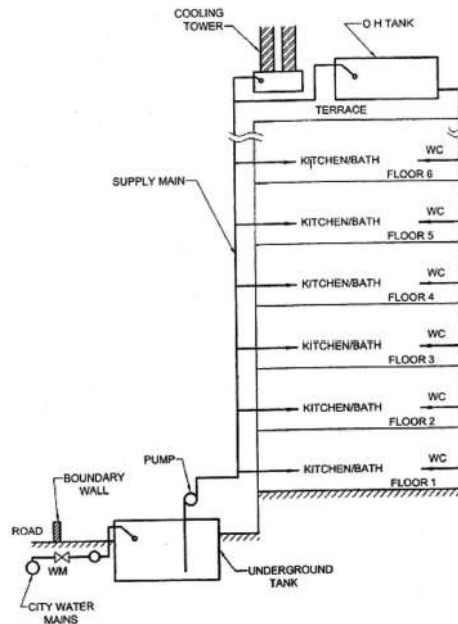 COOLING
TOWER
O H TANK
TERRACE
KITCHEN/BATH
WC
FLOOR 6
SUPPLY MAIN
KITCHEN/BATH
WC
FLOOR 5
KITCHEN/BATH
WC
FLOOR 4
KITCHEN/BATH
WC
FLOOR 3
KITCHEN/BATH
WC
FLOOR 2
PUMP
KITCHEN/BATH
WC
FLOOR 1
BOUNDARY
WALL
ROAD
WM
UNDERGROUND
TANK
CITY WATER
MAINS